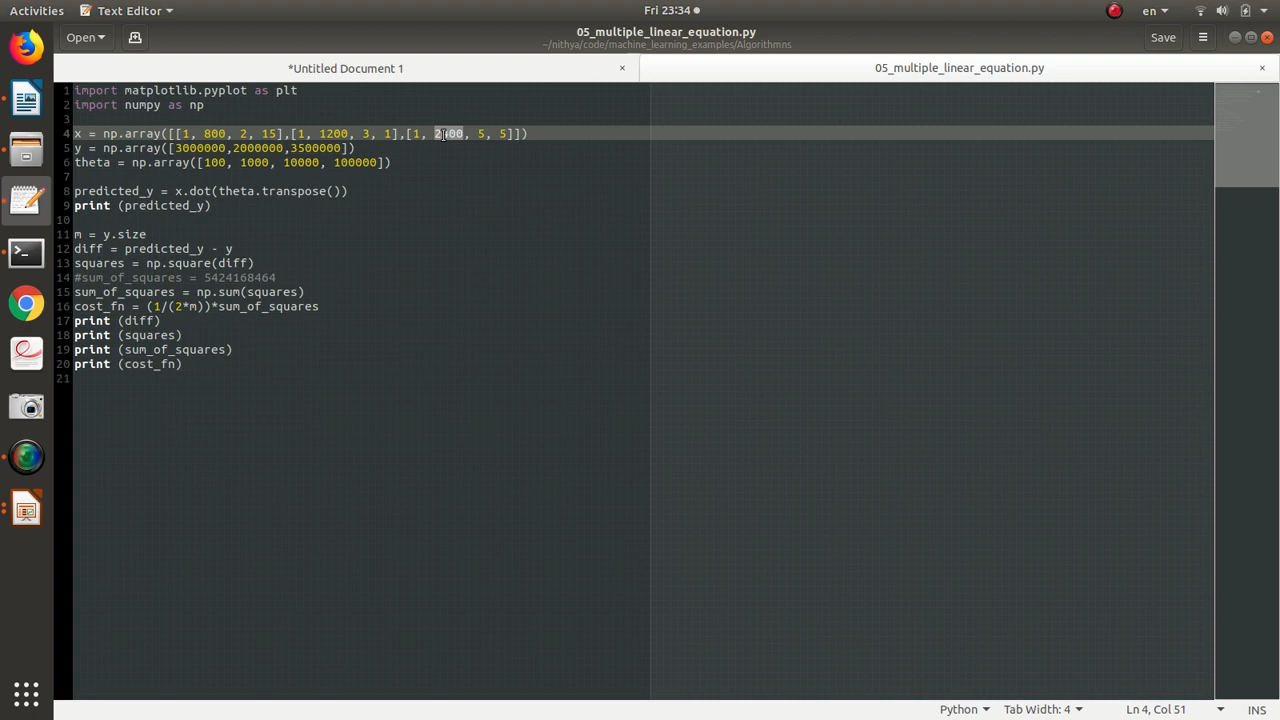 Activities Text Editor Fri 23:34 en
Open 05_multiple_linear_equation.py Save
~/nithya/code/machine_learning_examples/Algorithmns
*Untitled Document 1 × 05_multiple_linear_equation.py ×
1 import matplotlib.pyplot as plt
2 import numpy as np
3
4 x = np.array([[1, 800, 2, 15],[1, 1200, 3, 1],[1, 2400, 5, 5]])
5 y = np.array([3000000,2000000,3500000])
6 theta = np.array([100, 1000, 10000, 100000])
7
8 predicted_y = x.dot(theta.transpose())
9 print (predicted_y)
10
11 m = y.size
12 diff = predicted_y - y
13 squares = np.square(diff)
14 #sum_of_squares = 5424168464
15 sum_of_squares = np.sum(squares)
16 cost_fn = (1/(2*m))*sum_of_squares
17 print (diff)
18 print (squares)
19 print (sum_of_squares)
20 print (cost_fn)
21
Python Tab Width: 4 Ln 4, Col 51 INS